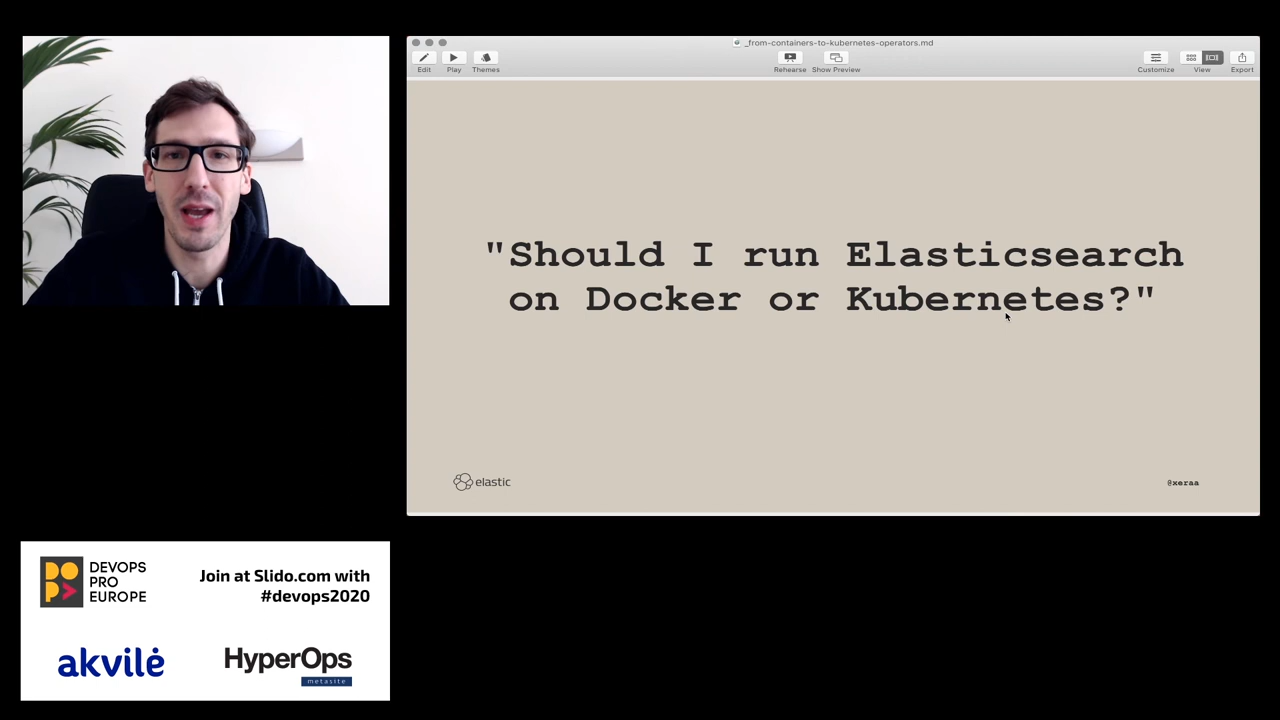 _from-containers-to-kubernetes-operators.md
Edit
Play
Themes
Rehearse
Show Preview
Customize
View
Export
"Should I run Elasticsearch
on Docker or Kubernetes?"
elastic
@xeraa
DEVOPS
PRO
EUROPE
Join at Slido.com with
#devops2020
akvilė
HyperOps
metasite